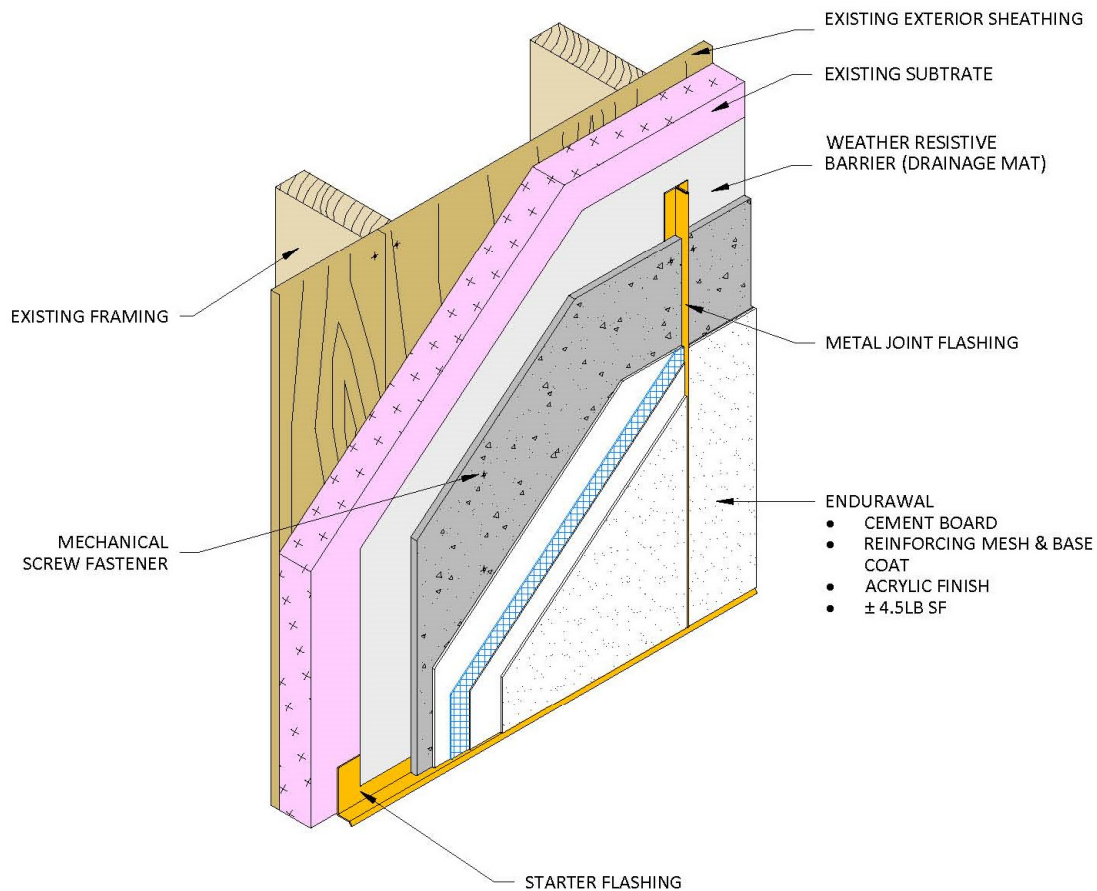 EXISTING EXTERIOR SHEATHING
EXISTING SUBTRATE
WEATHER RESISTIVE
BARRIER (DRAINAGE MAT)
EXISTING FRAMING
METAL JOINT FLASHING
MECHANICAL
SCREW FASTENER
ENDURAWAL
• CEMENT BOARD
• REINFORCING MESH & BASE
COAT
• ACRYLIC FINISH
• ± 4.5LB SF
STARTER FLASHING